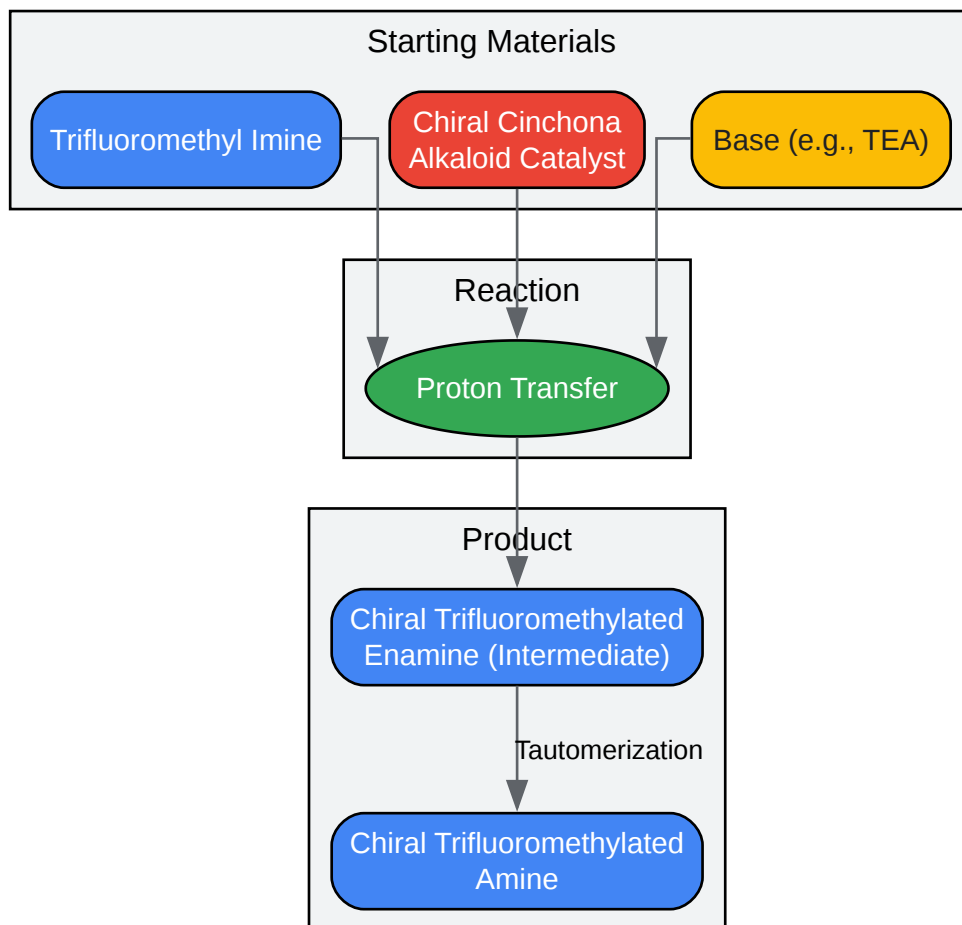 Starting Materials
Trifluoromethyl Imine
Chiral Cinchona
Alkaloid Catalyst
Base (e.g., TEA)
Reaction
Proton Transfer
Product
Chiral Trifluoromethylated
Enamine (Intermediate)
Tautomerization
Chiral Trifluoromethylated
Amine